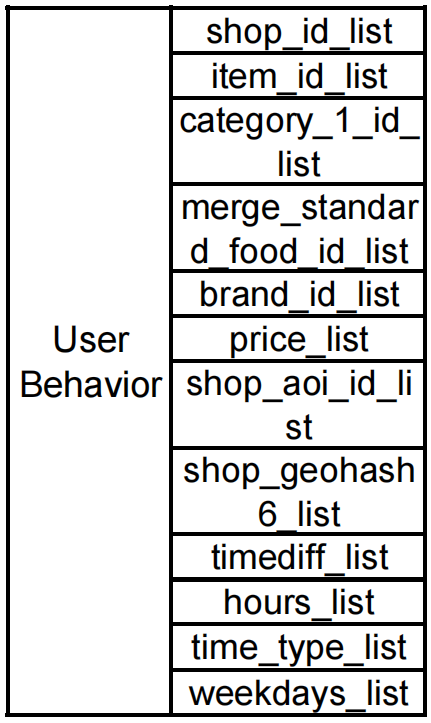 User
Behavior
shop_id_list
item_id_list
category_1_id_
list
merge_standar
d_food_id_list
brand_id_list
price_list
shop_aoi_id_li
st
shop_geohash
6_list
timediff_list
hours_list
time_type_list
weekdays_list